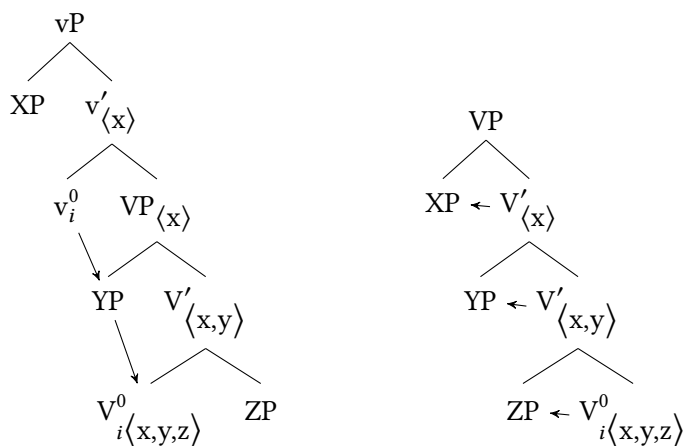 vP
XP v′⟨x⟩
VP
v⁰ᵢ VP⟨x⟩ XP V′⟨x⟩
YP V′⟨x,y⟩ YP V′⟨x,y⟩
V⁰ᵢ⟨x,y,z⟩ ZP ZP V⁰ᵢ⟨x,y,z⟩